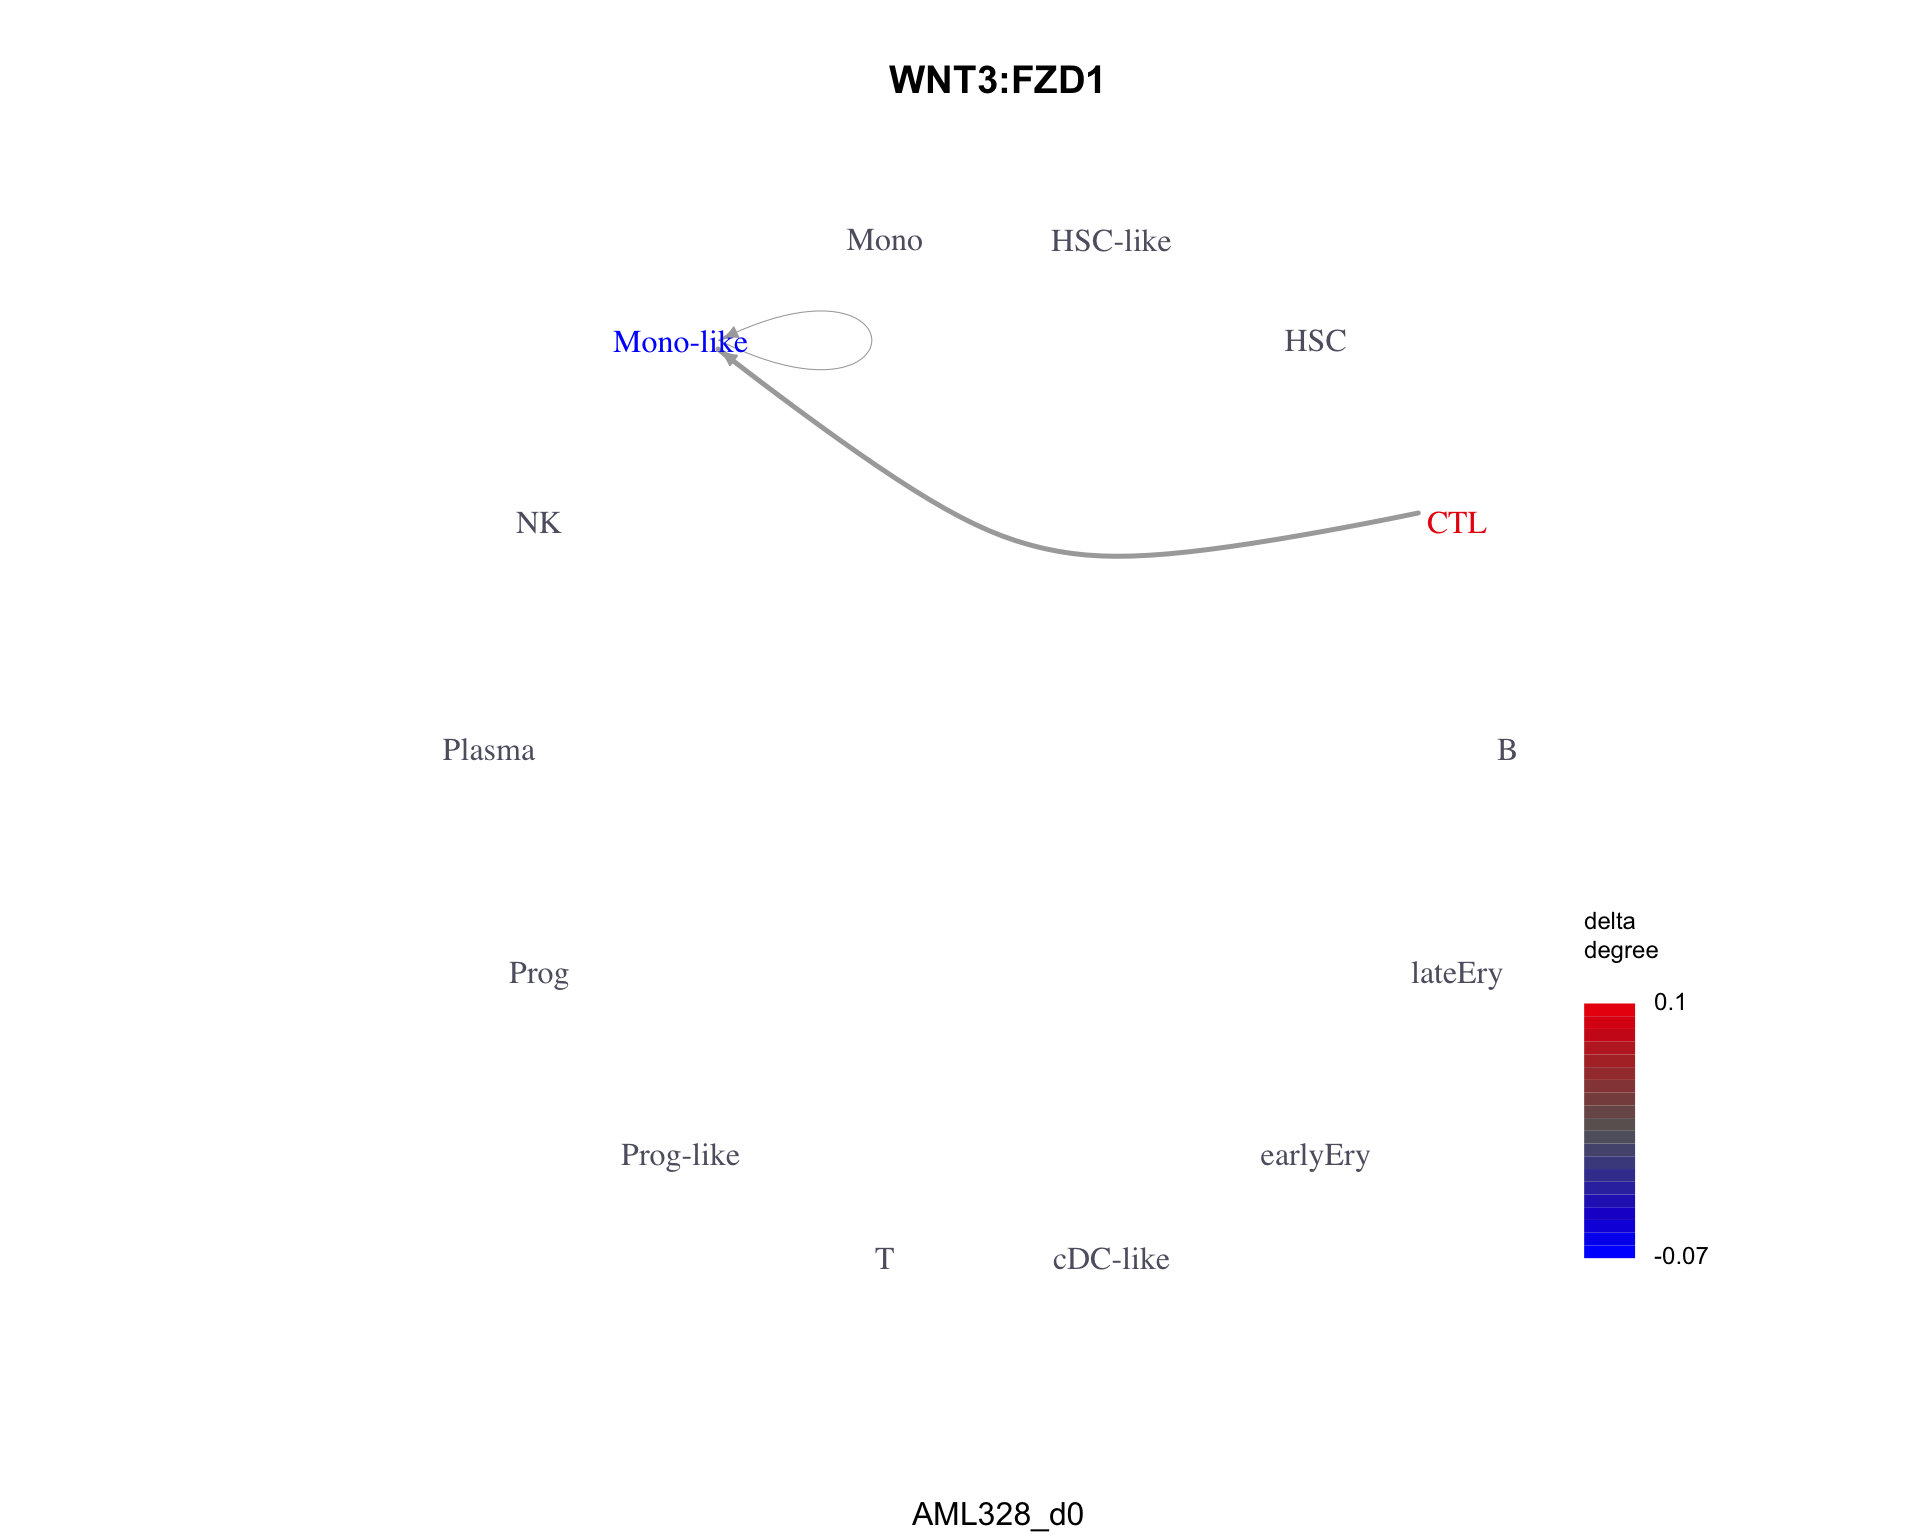 WNT3:FZD1
Mono
HSC-like
Mono-like
HSC
NK
CTL
Plasma
B
delta
degree
Prog
lateEry
0.1
Prog-like
earlyEry
T
cDC-like
-0.07
AML328_d0